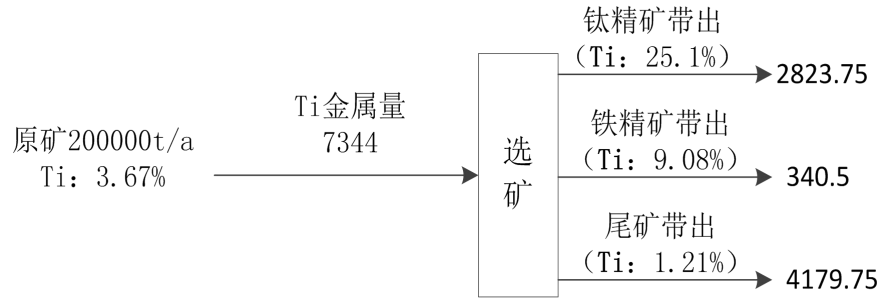 钛精矿带出
（Ti：25.1%）
2823.75
Ti金属量
7344
原矿200000t/a
Ti：3.67%
选
矿
铁精矿带出
（Ti：9.08%）
340.5
尾矿带出
（Ti：1.21%）
4179.75